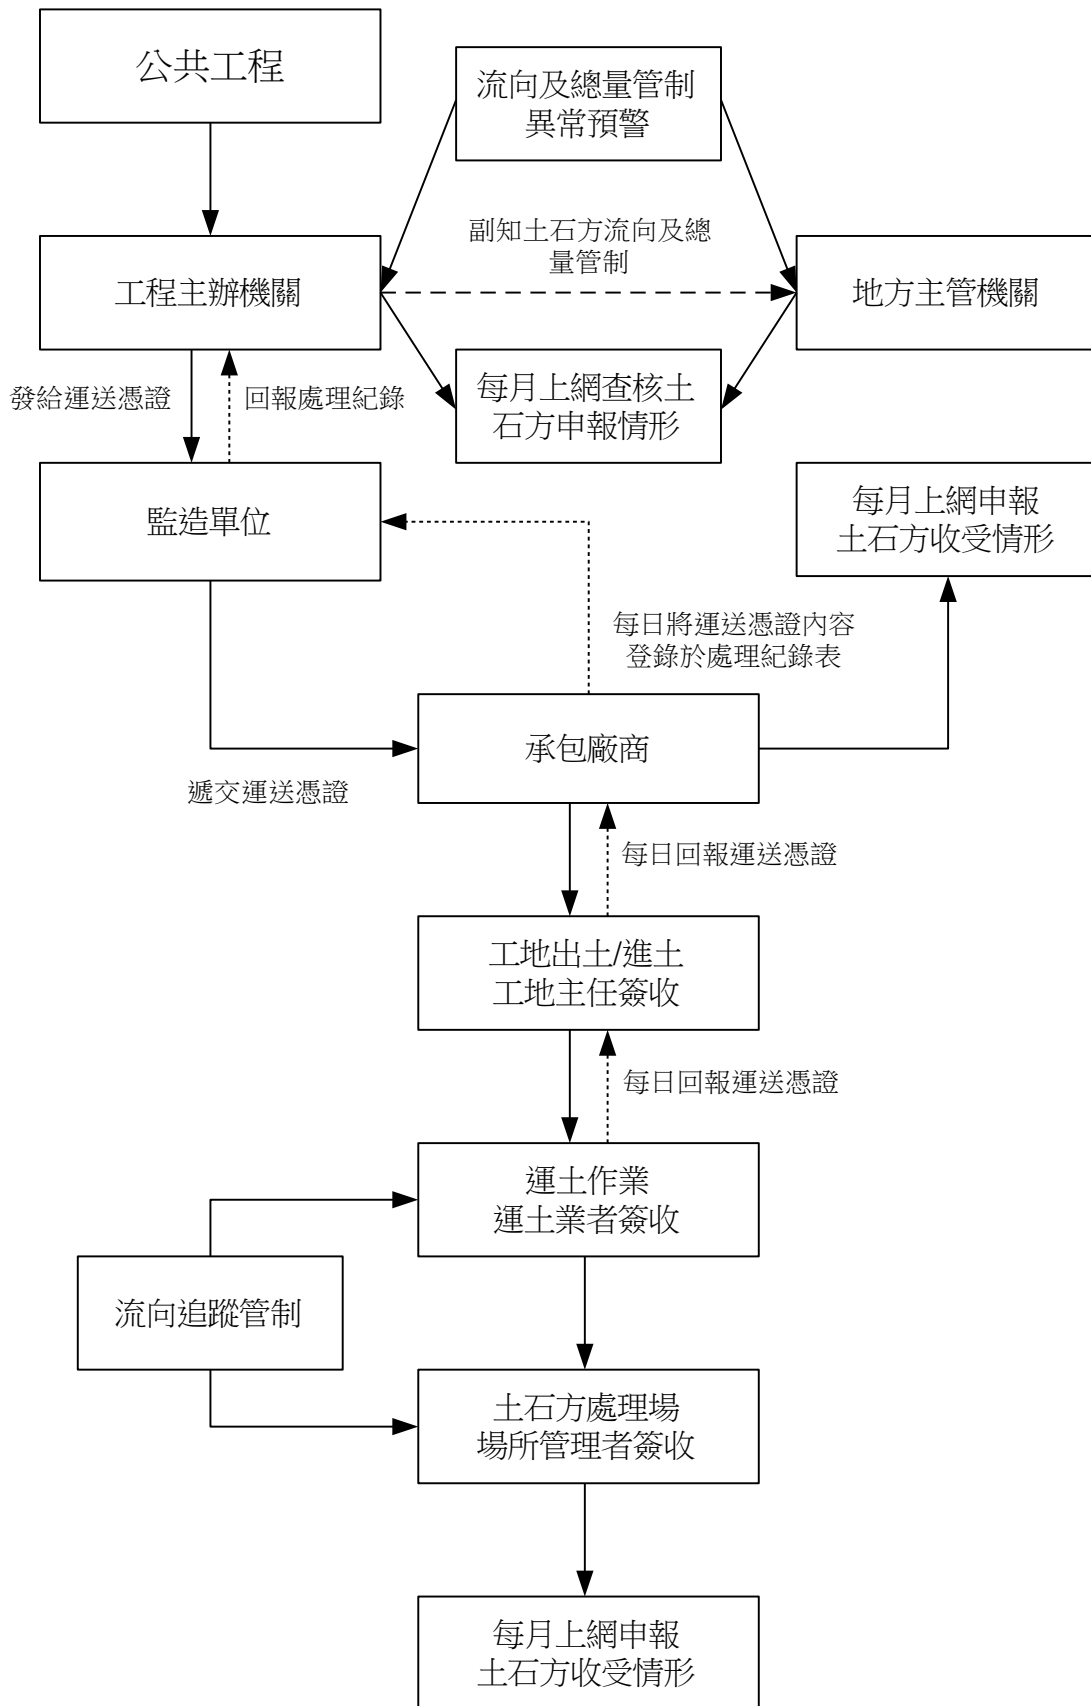 公共工程
流向及總量管制
異常預警
副知土石方流向及總
量管制
工程主辦機關
地方主管機關
發給運送憑證
回報處理紀錄
每月上網查核土
石方申報情形
監造單位
每月上網申報
土石方收受情形
每日將運送憑證內容
登錄於處理紀錄表
承包廠商
遞交運送憑證
每日回報運送憑證
工地出土/進土
工地主任簽收
每日回報運送憑證
運土作業
運土業者簽收
流向追蹤管制
土石方處理場
場所管理者簽收
每月上網申報
土石方收受情形